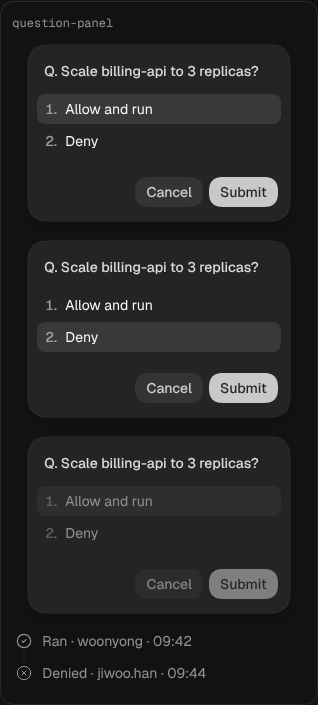 question-panel
Q. Scale billing-api to 3 replicas?
1. Allow and run
2. Deny
Cancel Submit
Q. Scale billing-api to 3 replicas?
1. Allow and run
2. Deny
Cancel Submit
Q. Scale billing-api to 3 replicas?
1. Allow and run
2. Deny
Cancel Submit
Ran · woonyong · 09:42
Denied · jiwoo.han · 09:44